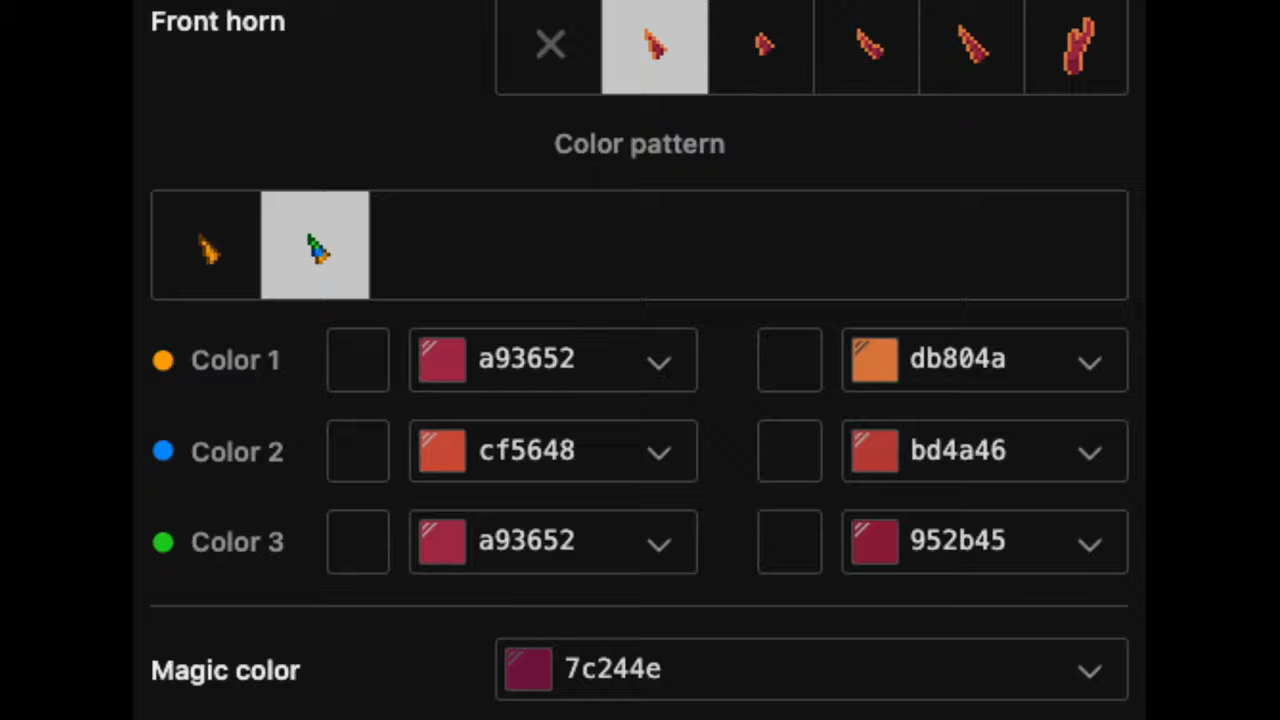 Front horn
Color pattern
Color 1 a93652 db804a
Color 2 cf5648 bd4a46
Color 3 a93652 952b45
Magic color 7c244e